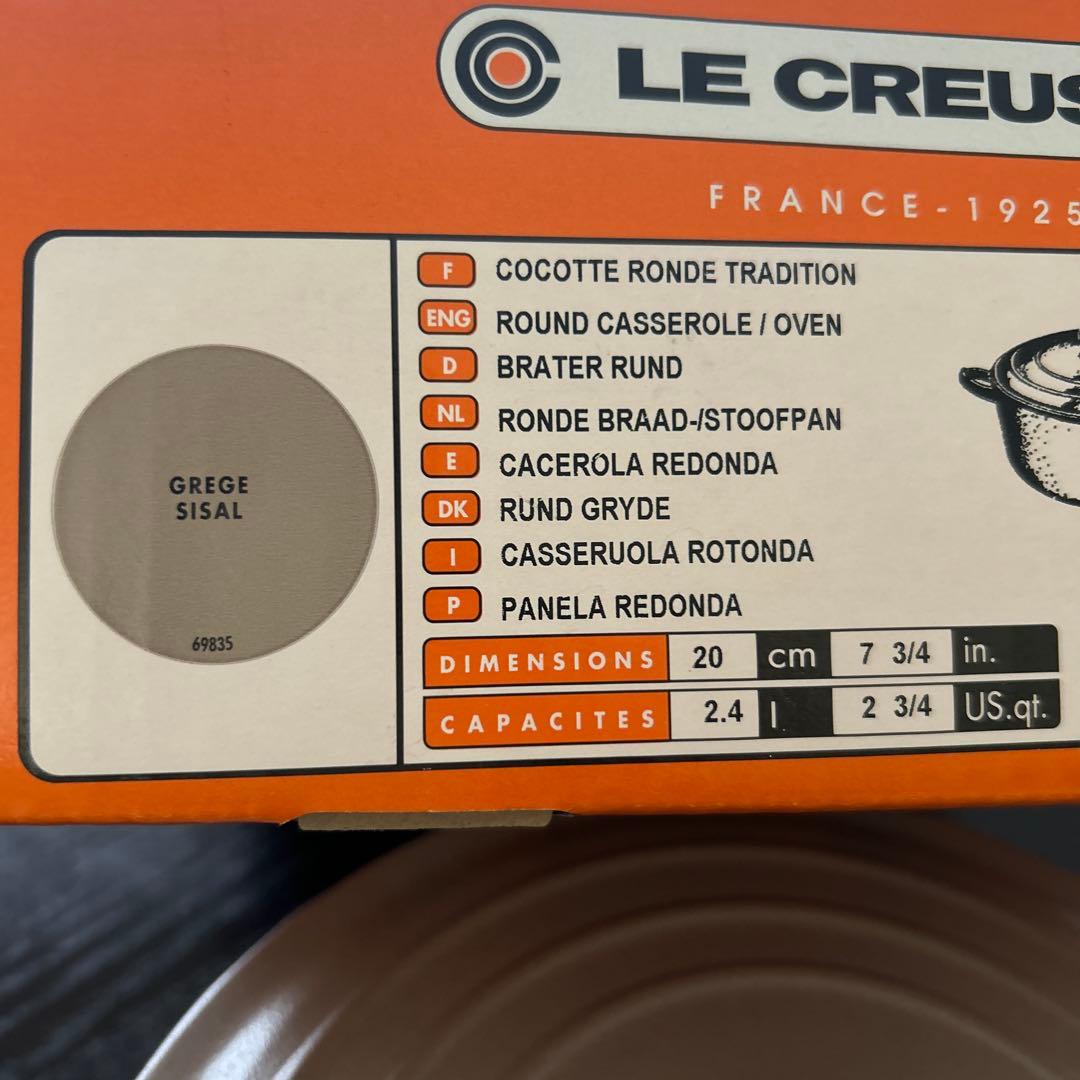 LE CREUS
FRANCE-1925
GREGE
SISAL
69835
F COCOTTE RONDE TRADITION
ENG ROUND CASSEROLE / OVEN
D BRATER RUND
NL RONDE BRAAD-/STOOFPAN
E CACEROLA REDONDA
DK RUND GRYDE
I CASSERUOLA ROTONDA
P PANELA REDONDA
DIMENSIONS 20 cm 7 3/4 in.
CAPACITES 2.4 l 2 3/4 US.qt.